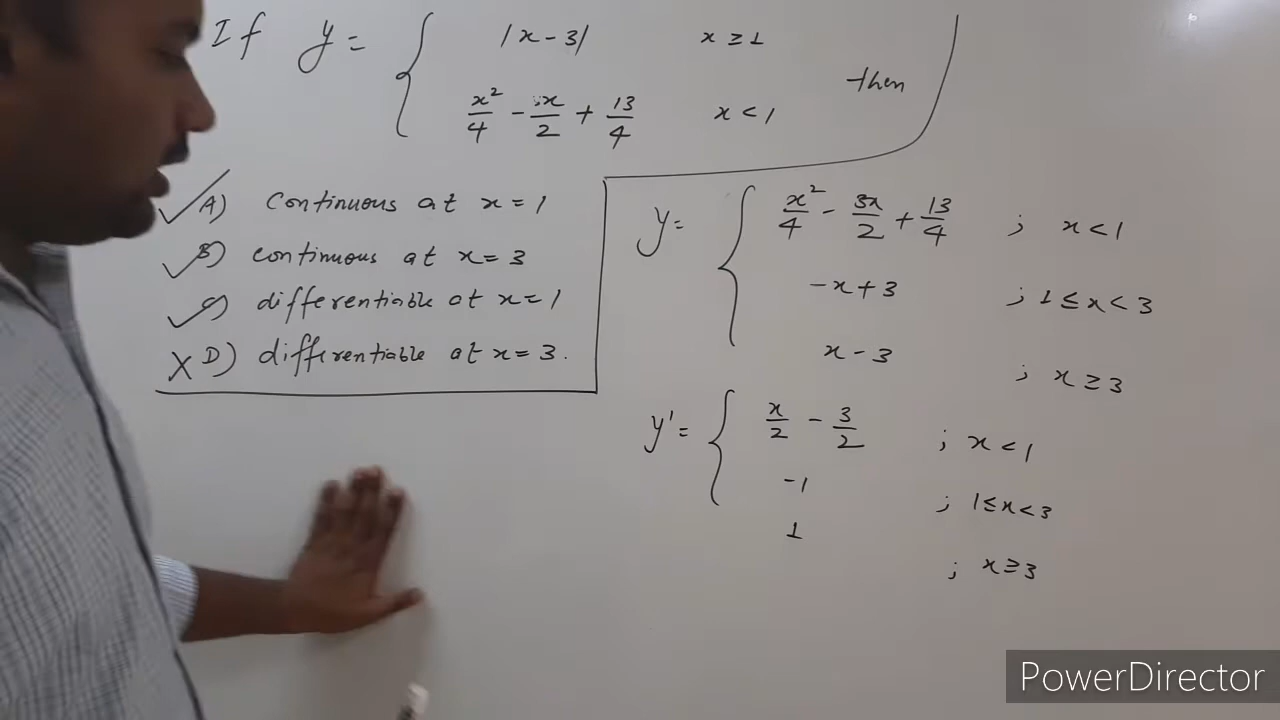 If y = { |x-3| x ≥ 1
x²/4 - 3x/2 + 13/4 x < 1 then
✓A) Continuous at x = 1
✓B) continuous at x = 3
✓C) differentiable at x = 1
X D) differentiable at x = 3.
y = { x²/4 - 3x/2 + 13/4 ; x < 1
-x+3 ; 1 ≤ x < 3
x - 3 ; x ≥ 3
y' = { x/2 - 3/2 ; x < 1
-1 ; 1 ≤ x < 3
1 ; x ≥ 3
PowerDirector